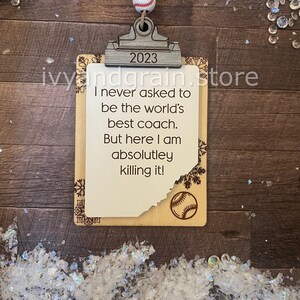 2023
ivyandgrain.store
I never asked to
be the world's
best coach.
But here I am
absolutley
killing it!